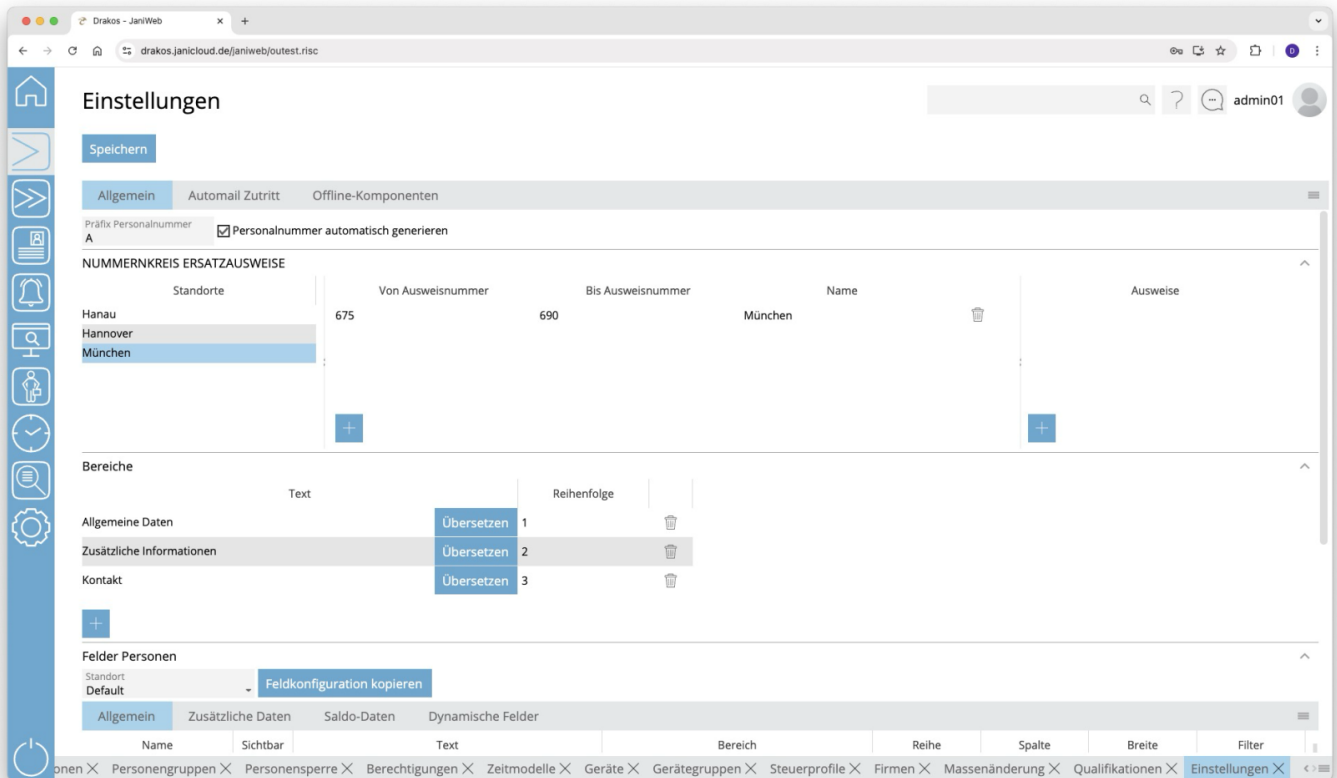 Drakos - JaniWeb
drakos.janicloud.de/janiweb/outest.risc
D
Einstellungen
admin01
Speichern
Allgemein Automail Zutritt Offline-Komponenten
Präfix Personalnummer
A
Personalnummer automatisch generieren
NUMMERNKREIS ERSATZAUSWEISE
Standorte Von Ausweisnummer Bis Ausweisnummer Name Ausweise
Hanau 675 690 München
Hannover
München
Bereiche
Text Reihenfolge
Allgemeine Daten Übersetzen 1
Zusätzliche Informationen Übersetzen 2
Kontakt Übersetzen 3
Felder Personen
Standort
Default
Feldkonfiguration kopieren
Allgemein Zusätzliche Daten Saldo-Daten Dynamische Felder
Name Sichtbar Text Bereich Reihe Spalte Breite Filter
onen Personengruppen Personensperre Berechtigungen Zeitmodelle Geräte Gerätegruppen Steuerprofile Firmen Massenänderung Qualifikationen Einstellungen